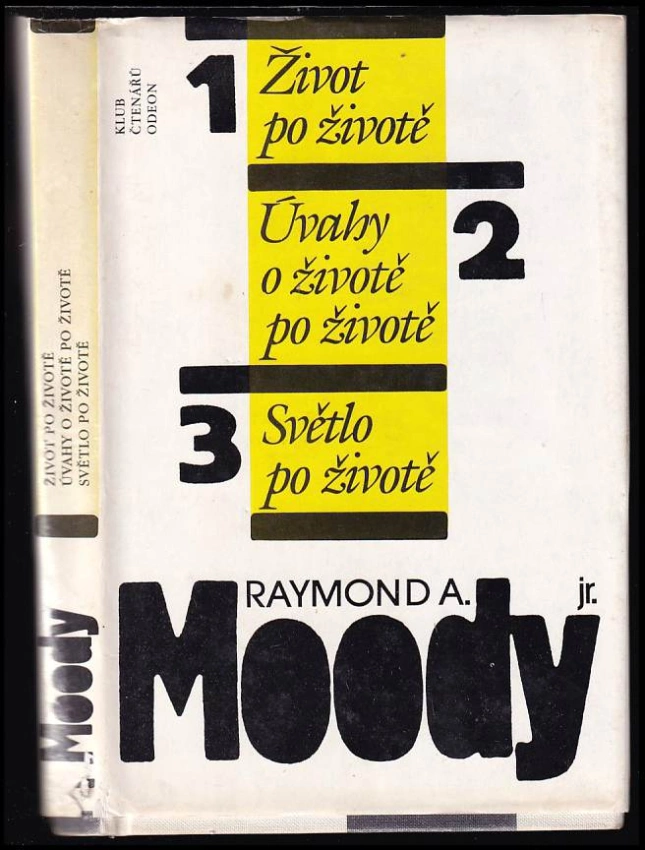 KLUB
ČTENÁŘŮ
ODEON
1
Život
po životě
2
Úvahy
o životě
po životě
3
Světlo
po životě
RAYMOND A.
jr.
Moody
ŽIVOT PO ŽIVOTĚ
ÚVAHY O ŽIVOTĚ PO ŽIVOTĚ
SVĚTLO PO ŽIVOTĚ
Moody